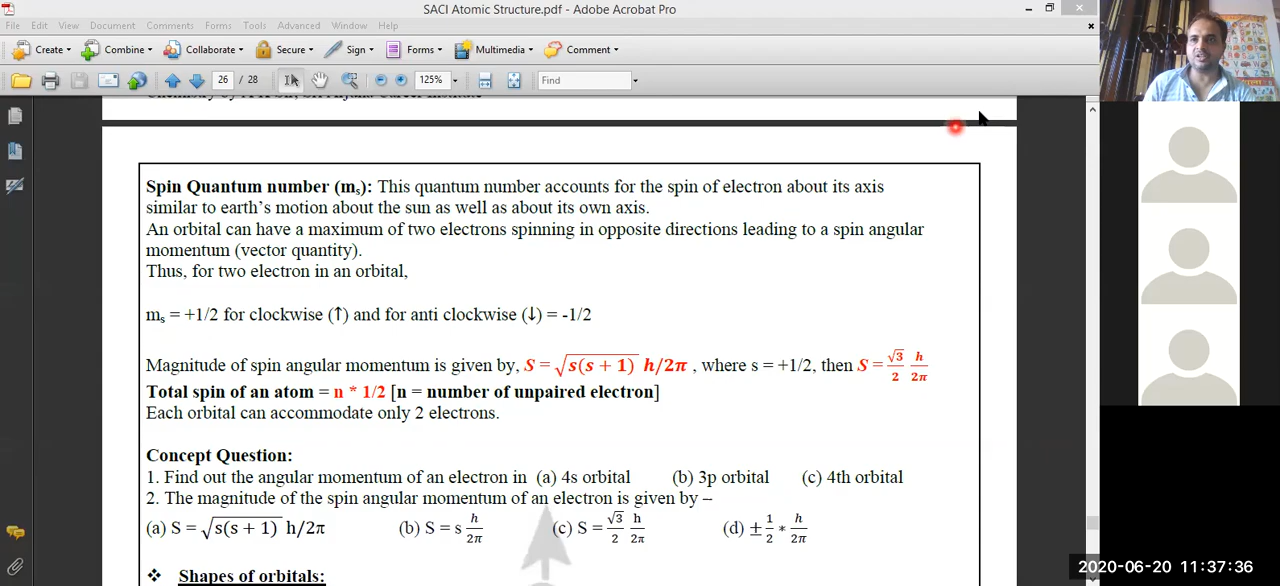 SACI Atomic Structure.pdf - Adobe Acrobat Pro
File Edit View Document Comments Forms Tools Advanced Window Help
Create Combine Collaborate Secure Sign Forms Multimedia Comment
26 / 28 125% Find
Spin Quantum number (mₛ): This quantum number accounts for the spin of electron about its axis
similar to earth's motion about the sun as well as about its own axis.
An orbital can have a maximum of two electrons spinning in opposite directions leading to a spin angular
momentum (vector quantity).
Thus, for two electron in an orbital,
mₛ = +1/2 for clockwise (↑) and for anti clockwise (↓) = -1/2
Magnitude of spin angular momentum is given by, S = √s(s + 1) h/2π , where s = +1/2, then S = √3/2 h/2π
Total spin of an atom = n * 1/2 [n = number of unpaired electron]
Each orbital can accommodate only 2 electrons.
Concept Question:
1. Find out the angular momentum of an electron in (a) 4s orbital (b) 3p orbital (c) 4th orbital
2. The magnitude of the spin angular momentum of an electron is given by –
(a) S = √s(s + 1) h/2π (b) S = s h/2π (c) S = √3/2 h/2π (d) ± 1/2 * h/2π
❖ Shapes of orbitals:
2020-06-20 11:37:36